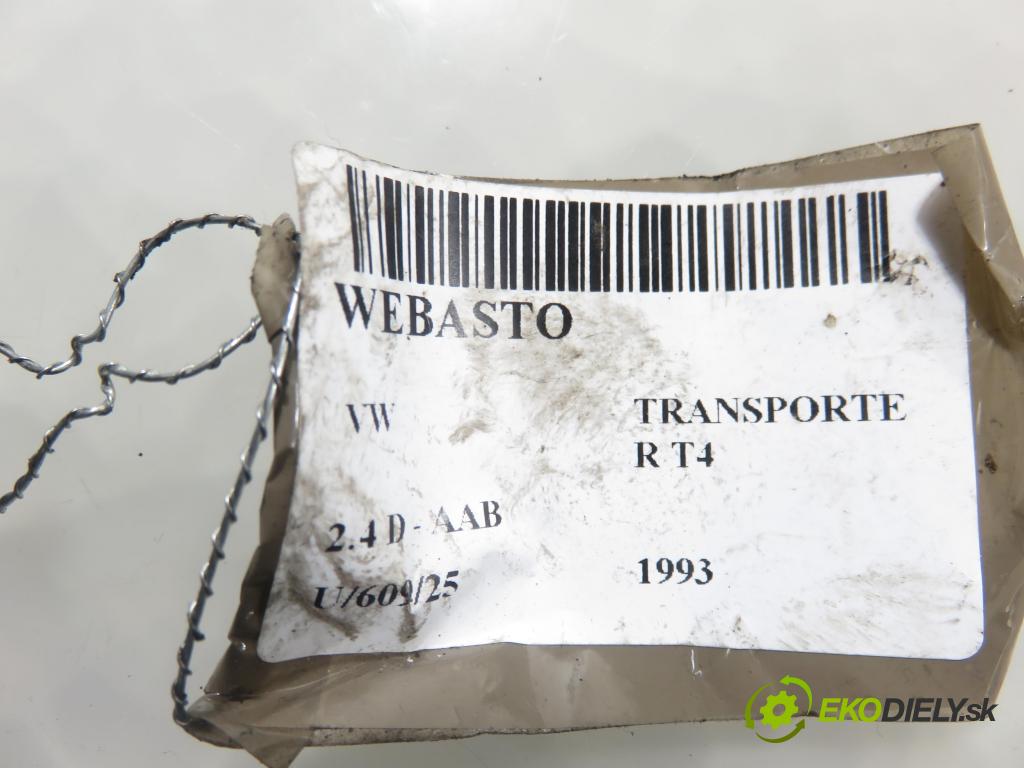 WEBASTO
VW
TRANSPORTE
R T4
2.4 D - AAB
U/609/25
1993
EKODIELY.sk